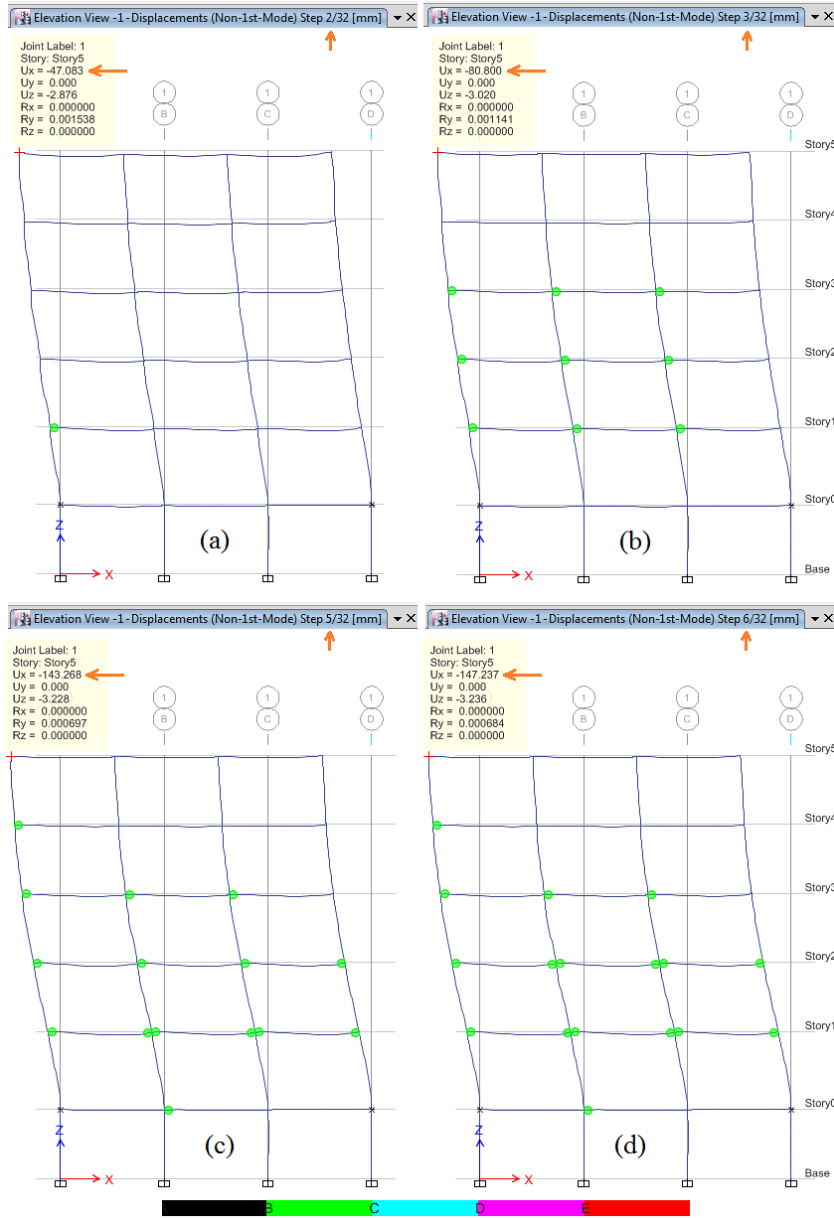 Elevation View -1 - Displacements (Non-1st-Mode) Step 2/32 [mm]
Joint Label: 1
Story: Story5
Ux = -47.083
Uy = 0.000
Uz = -2.876
Rx = 0.000000
Ry = 0.001538
Rz = 0.000000
1 1 1
B C D
Z
X
(a)
Elevation View -1 - Displacements (Non-1st-Mode) Step 3/32 [mm]
Joint Label: 1
Story: Story5
Ux = -80.800
Uy = 0.000
Uz = -3.020
Rx = 0.000000
Ry = 0.001141
Rz = 0.000000
1 1 1
B C D
Story5
Story4
Story3
Story2
Story1
Story0
Base
Z
X
(b)
Elevation View -1 - Displacements (Non-1st-Mode) Step 5/32 [mm]
Joint Label: 1
Story: Story5
Ux = -143.268
Uy = 0.000
Uz = -3.228
Rx = 0.000000
Ry = 0.000697
Rz = 0.000000
1 1 1
B C D
Z
X
(c)
Elevation View -1 - Displacements (Non-1st-Mode) Step 6/32 [mm]
Joint Label: 1
Story: Story5
Ux = -147.237
Uy = 0.000
Uz = -3.236
Rx = 0.000000
Ry = 0.000684
Rz = 0.000000
1 1 1
B C D
Story5
Story4
Story3
Story2
Story1
Story0
Base
Z
X
(d)
B C D E